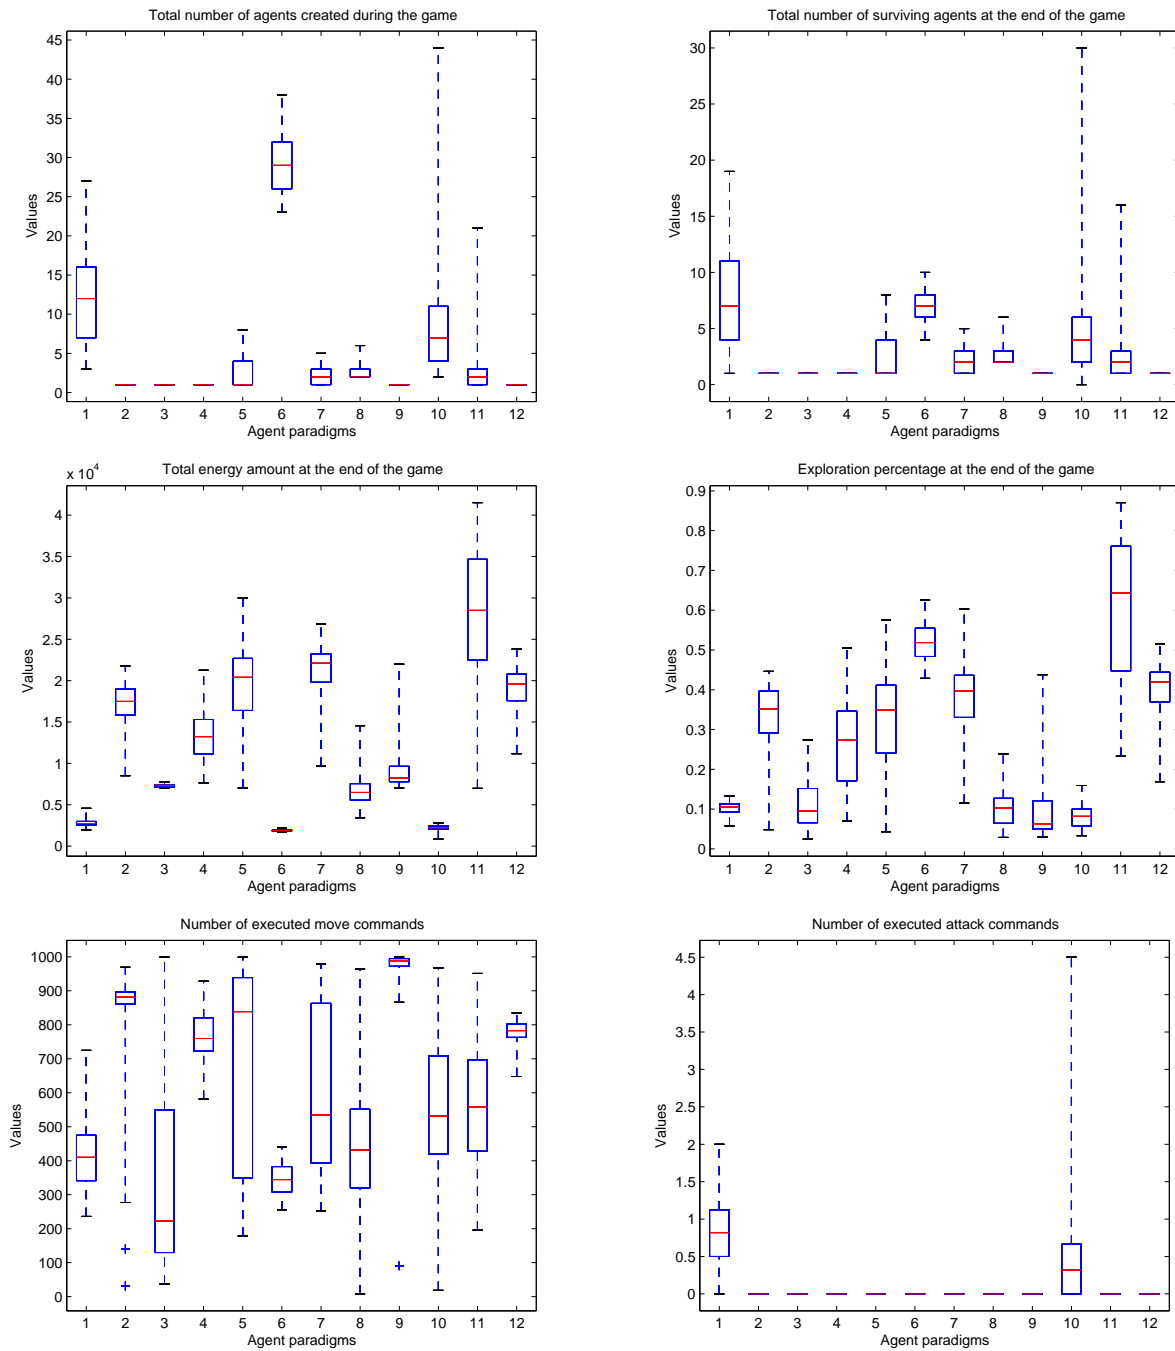 Total number of agents created during the game
45
40
35
30
25
20
15
10
5
0
Values
1 2 3 4 5 6 7 8 9 10 11 12
Agent paradigms
Total number of surviving agents at the end of the game
30
25
20
15
10
5
0
Values
1 2 3 4 5 6 7 8 9 10 11 12
Agent paradigms
Total energy amount at the end of the game
x 10^4
4
3.5
3
2.5
2
1.5
1
0.5
0
Values
1 2 3 4 5 6 7 8 9 10 11 12
Agent paradigms
Exploration percentage at the end of the game
0.9
0.8
0.7
0.6
0.5
0.4
0.3
0.2
0.1
0
Values
1 2 3 4 5 6 7 8 9 10 11 12
Agent paradigms
Number of executed move commands
1000
900
800
700
600
500
400
300
200
100
0
Values
1 2 3 4 5 6 7 8 9 10 11 12
Agent paradigms
Number of executed attack commands
4.5
4
3.5
3
2.5
2
1.5
1
0.5
0
Values
1 2 3 4 5 6 7 8 9 10 11 12
Agent paradigms